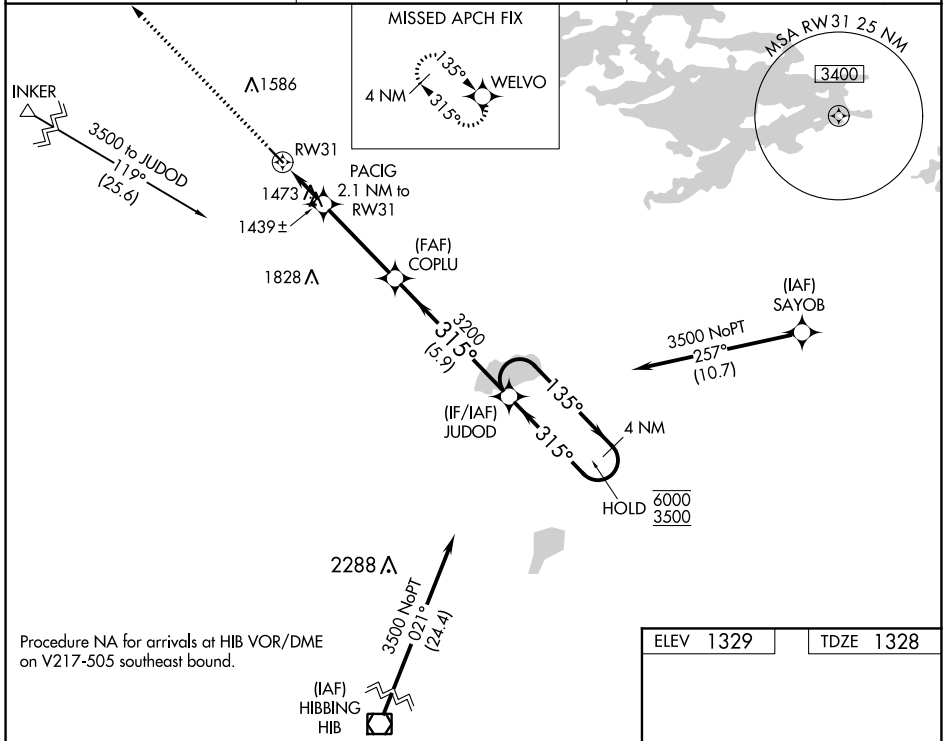 MISSED APCH FIX
135°
WELVO
4 NM
315°
MSA RW31 25 NM
3400
1586
INKER
3500 to JUDOD
119°
(25.6)
RW31
PACIG
2.1 NM to
RW31
1473
1439±
(FAF)
COPLU
1828
3200
315°
(5.9)
(IAF)
SAYOB
3500 NoPT
257°
(10.7)
(IF/IAF)
JUDOD
135°
315°
4 NM
HOLD
6000
3500
2288
3500 NoPT
021°
(24.4)
Procedure NA for arrivals at HIB VOR/DME
on V217-505 southeast bound.
(IAF)
HIBBING
HIB
ELEV 1329
TDZE 1328